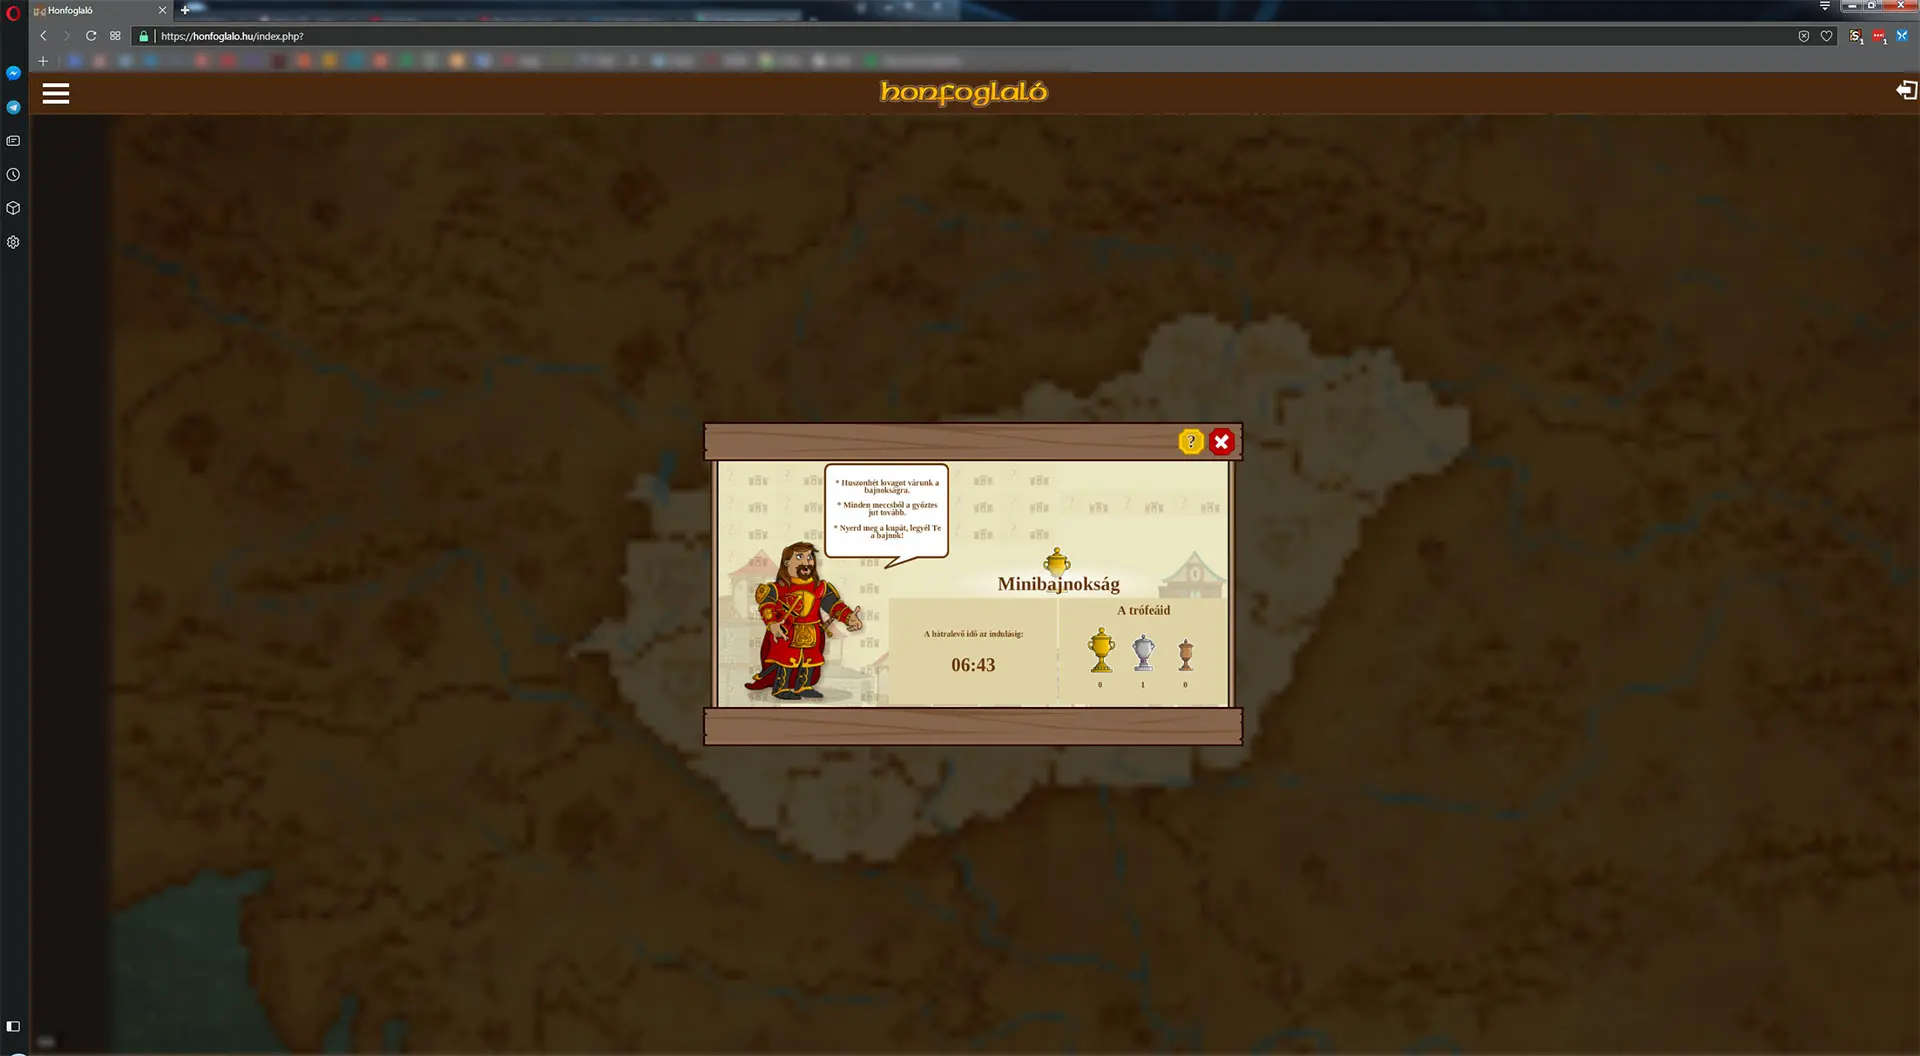 Honfoglaló
https://honfoglalo.hu/index.php?
honfoglaló
?
* Huszonhét lovagot várunk a
bajnokságra.
* Minden meccsből a győztes
jut tovább.
* Nyerd meg a kupát, legyél Te
a bajnok!
Minibajnokság
A hátralevő idő az indulásig:
06:43
A trófeáid
0 1 0